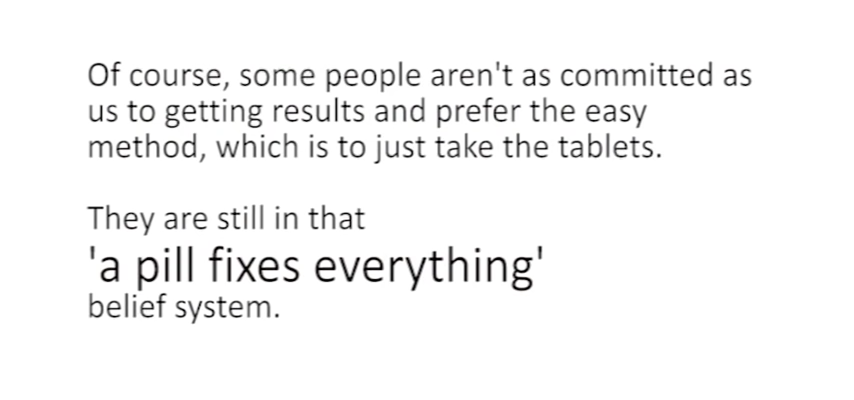 Of course, some people aren't as committed as
us to getting results and prefer the easy
method, which is to just take the tablets.
They are still in that
'a pill fixes everything'
belief system.